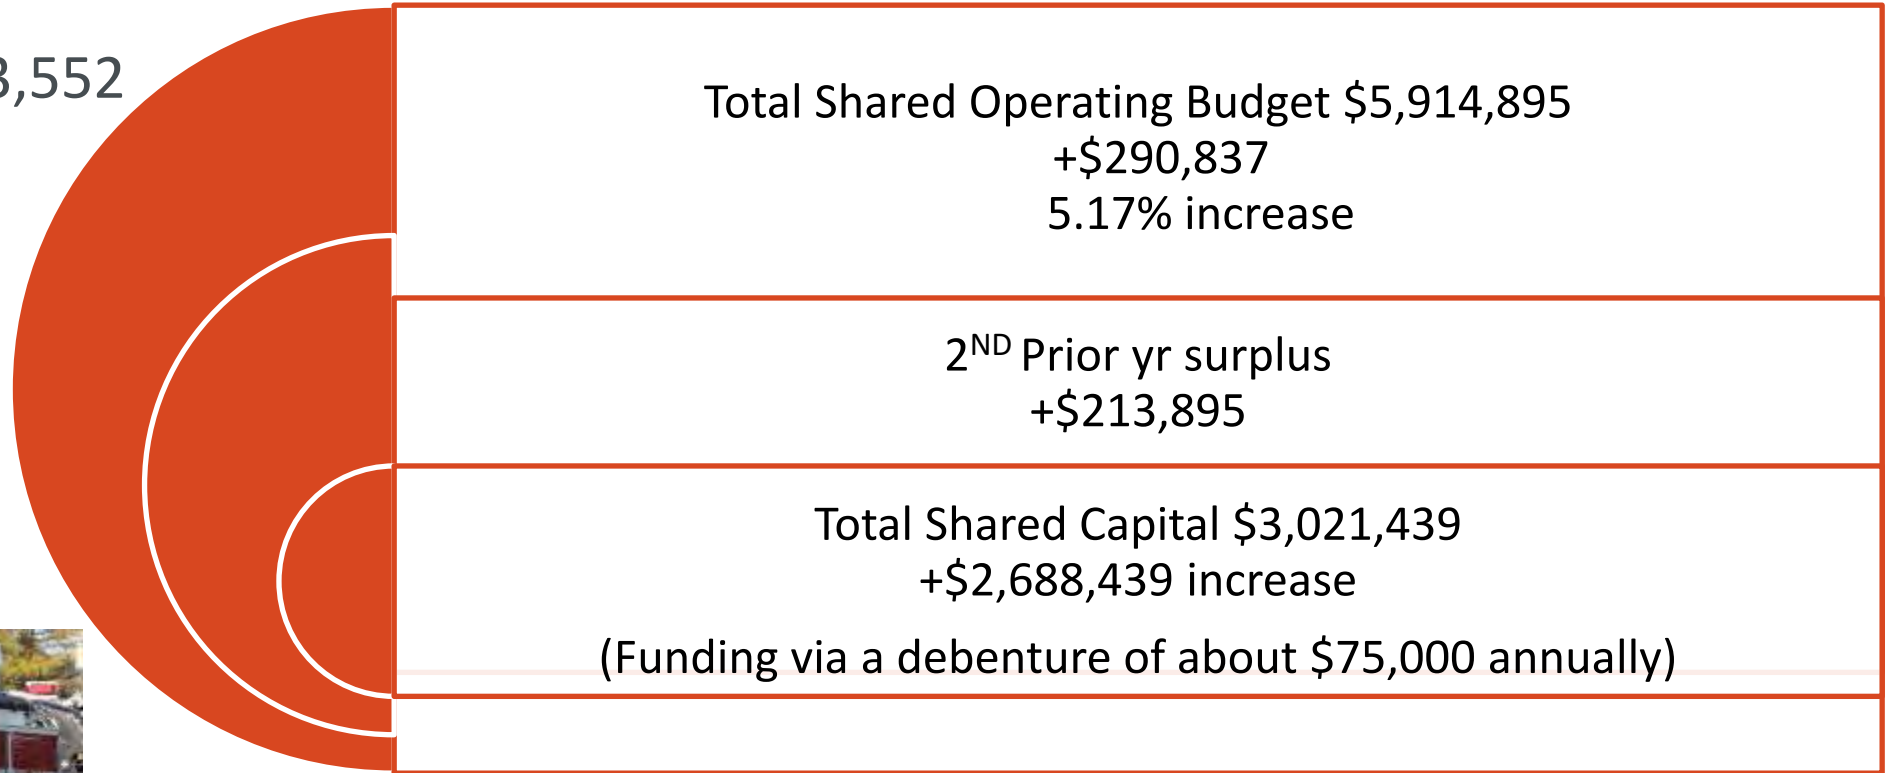 3,552
Total Shared Operating Budget $5,914,895
+$290,837
5.17% increase
2ND Prior yr surplus
+$213,895
Total Shared Capital $3,021,439
+$2,688,439 increase
(Funding via a debenture of about $75,000 annually)